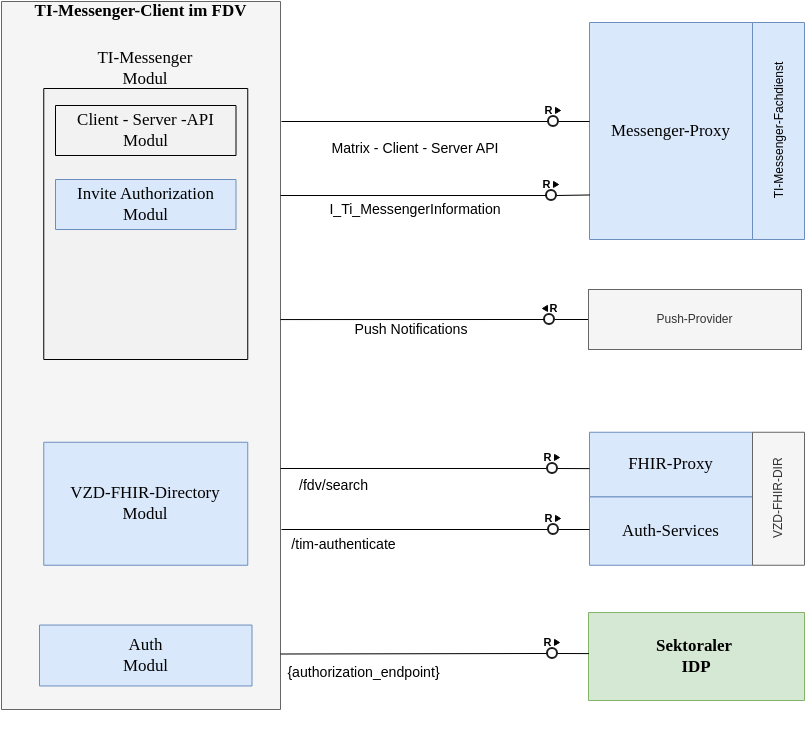 TI-Messenger-Client im FDV
TI-Messenger
Modul
Client - Server -API
Modul
Invite Authorization
Modul
VZD-FHIR-Directory
Modul
Auth
Modul
R
Matrix - Client - Server API
R
I_Ti_MessengerInformation
R
Push Notifications
R
/fdv/search
R
/tim-authenticate
R
{authorization_endpoint}
Messenger-Proxy
TI-Messenger-Fachdienst
Push-Provider
FHIR-Proxy
Auth-Services
VZD-FHIR-DIR
Sektoraler
IDP